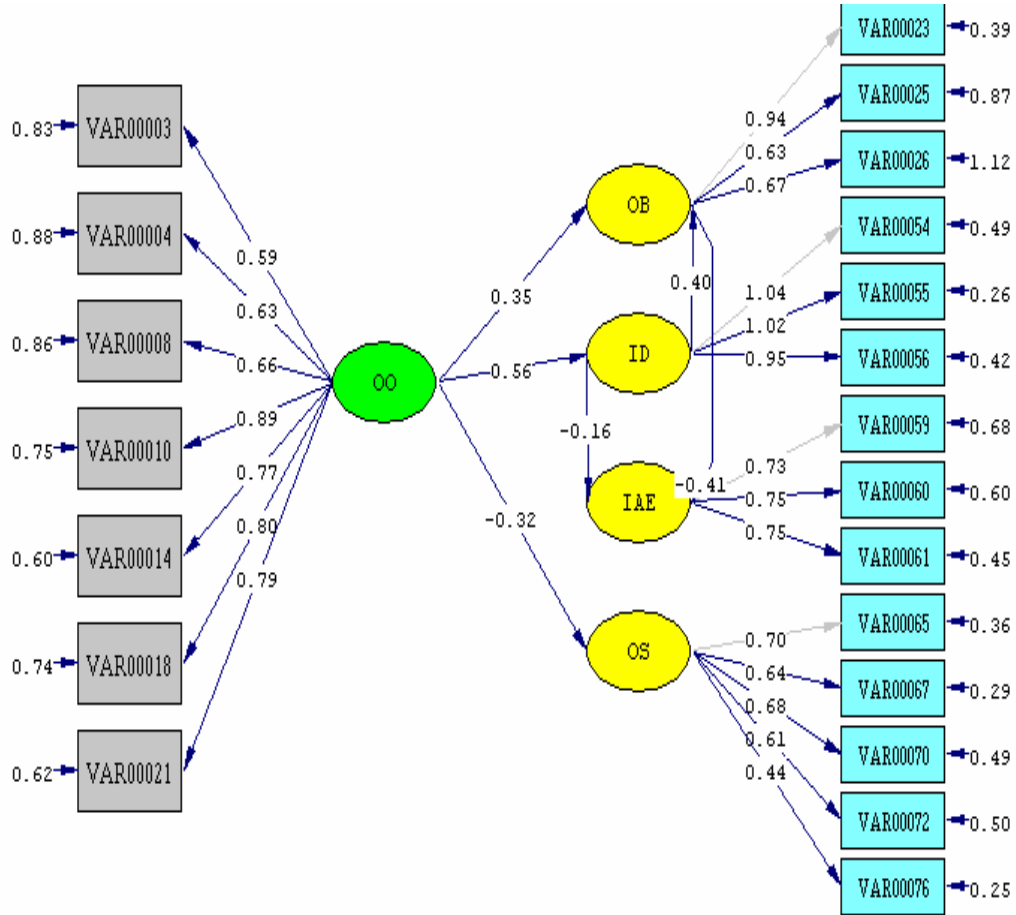 0.83 VAR00003
0.88 VAR00004
0.86 VAR00008
0.75 VAR00010
0.60 VAR00014
0.74 VAR00018
0.62 VAR00021
0.59
0.63
0.66
0.89
0.77
0.80
0.79
OO
0.35
0.56
-0.32
OB
ID
IAE
OS
0.40
-0.16
-0.41
0.94
0.63
0.67
1.04
1.02
0.95
0.73
0.75
0.75
0.70
0.64
0.68
0.61
0.44
VAR00023 0.39
VAR00025 0.87
VAR00026 1.12
VAR00054 0.49
VAR00055 0.26
VAR00056 0.42
VAR00059 0.68
VAR00060 0.60
VAR00061 0.45
VAR00065 0.36
VAR00067 0.29
VAR00070 0.49
VAR00072 0.50
VAR00076 0.25